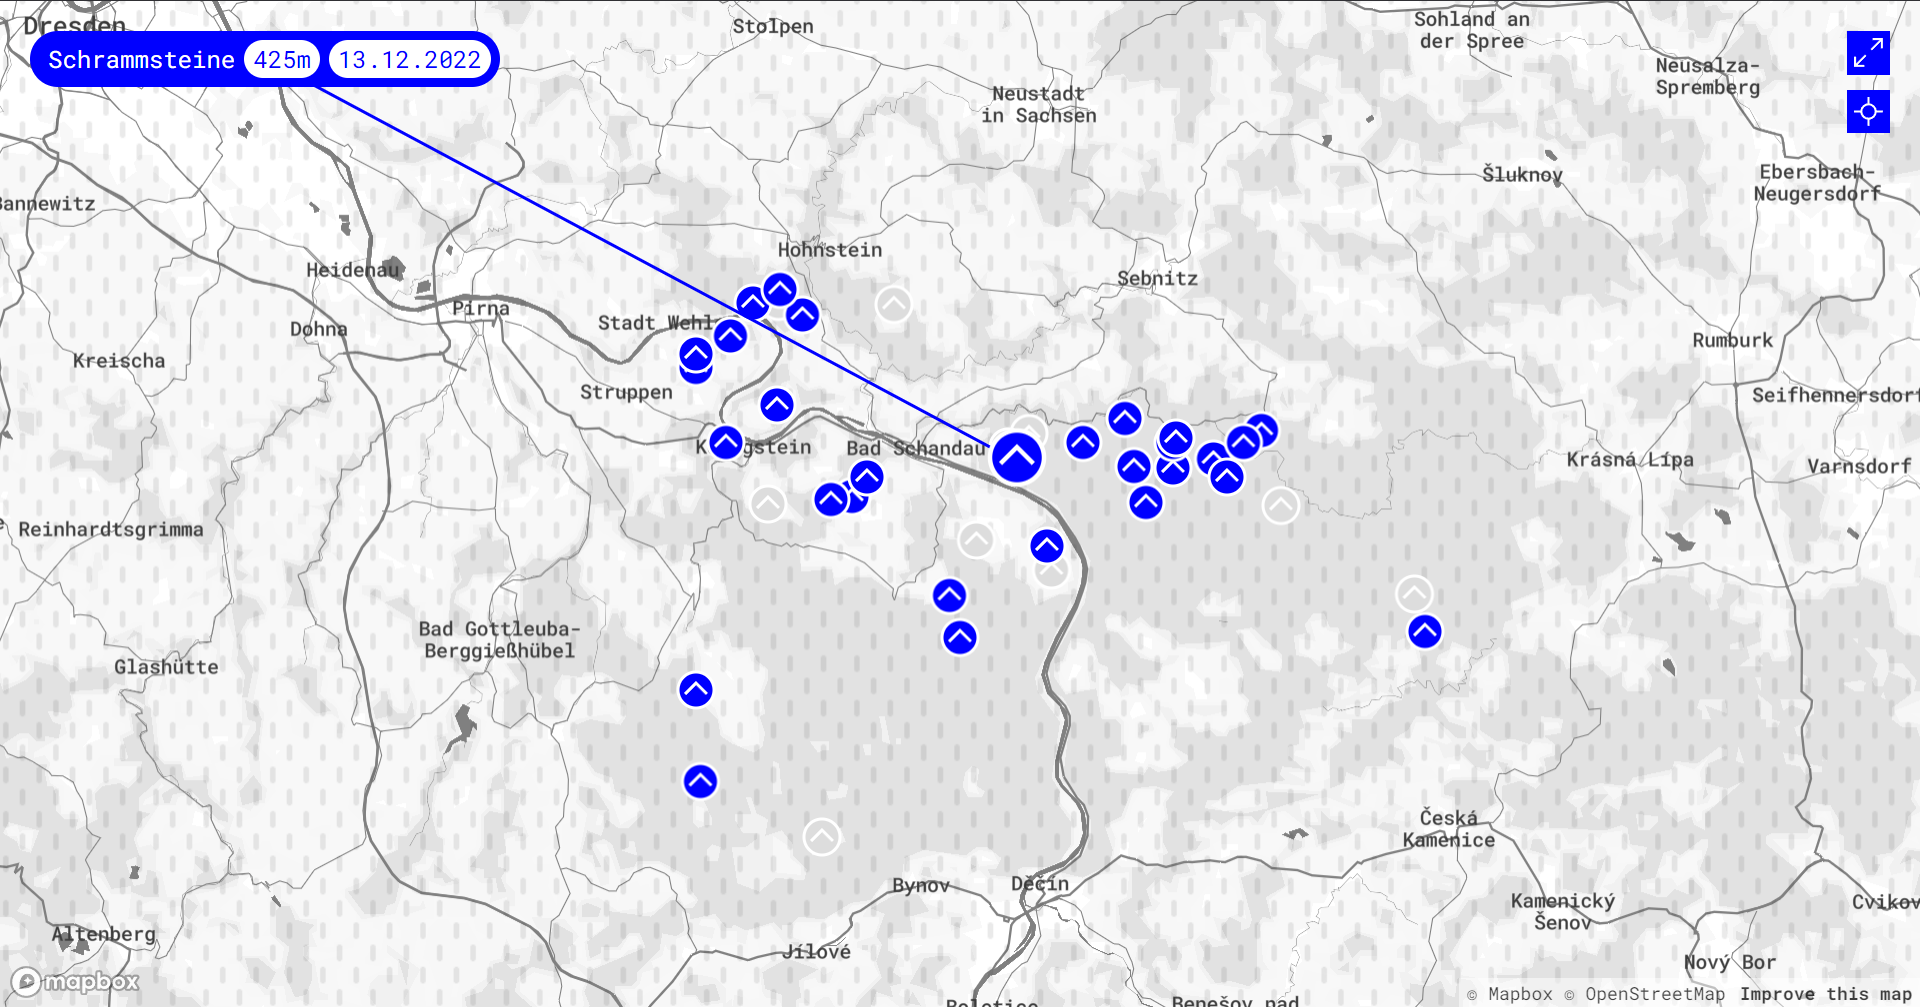 Dresden
Schrammsteine 425m 13.12.2022
Stolpen
Sohland an
der Spree
Neusalza-
Spremberg
Neustadt
in Sachsen
Šluknov
Ebersbach-
Neugersdorf
Bannewitz
Hohnstein
Heidenau
Sebnitz
Pirna
Stadt Wehl
Dohna
Rumburk
Kreischa
Struppen
Seifhennersdorf
K gstein
Bad Schandau
Krásná Lípa
Varnsdorf
Reinhardtsgrimma
Bad Gottleuba-
Berggießhübel
Glashütte
Česká
Kamenice
Bynov
Děčín
Kamenický
Šenov
Cvikov
Altenberg
Jílové
Nový Bor
mapbox
Benešov nad
© Mapbox © OpenStreetMap Improve this map